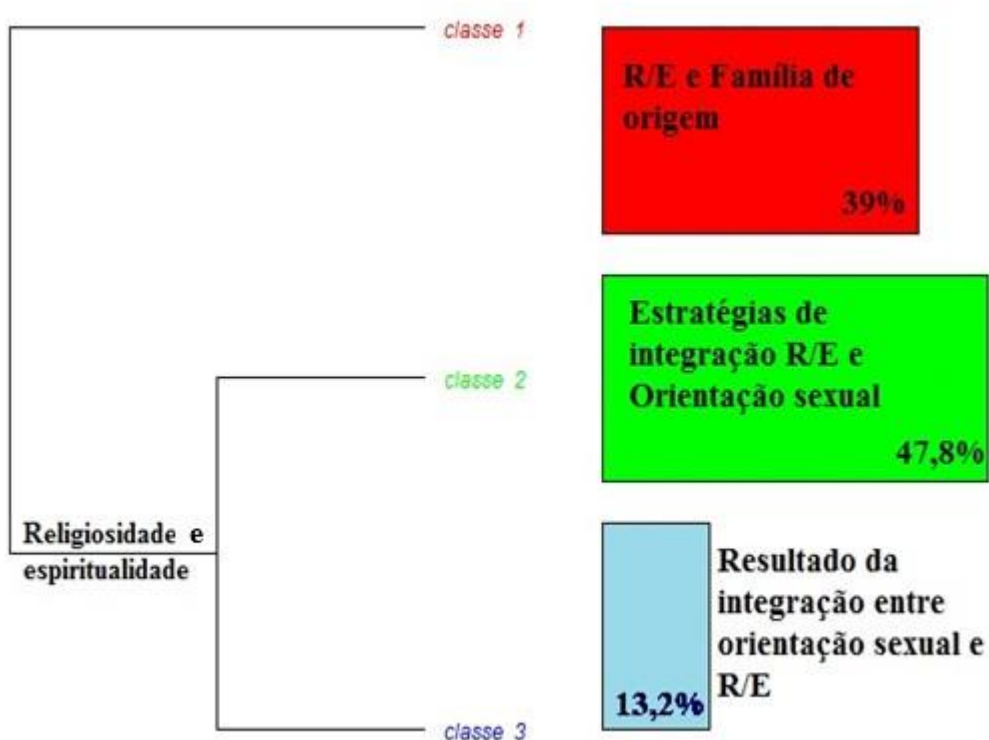 classe 1
R/E e Família de
origem
39%
classe 2
Estratégias de
integração R/E e
Orientação sexual
47,8%
Religiosidade e
espiritualidade
classe 3
Resultado da
integração entre
orientação sexual e
R/E
13,2%